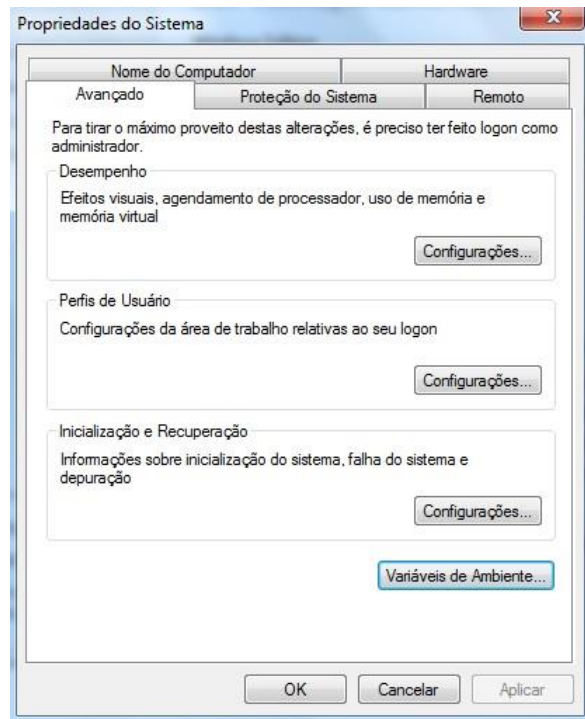 Propriedades do Sistema
Nome do Computador
Hardware
Avançado
Proteção do Sistema
Remoto
Para tirar o máximo proveito destas alterações, é preciso ter feito logon como
administrador.
Desempenho
Efeitos visuais, agendamento de processador, uso de memória e
memória virtual
Configurações...
Perfis de Usuário
Configurações da área de trabalho relativas ao seu logon
Configurações...
Inicialização e Recuperação
Informações sobre inicialização do sistema, falha do sistema e
depuração
Configurações...
Variáveis de Ambiente...
OK
Cancelar
Aplicar